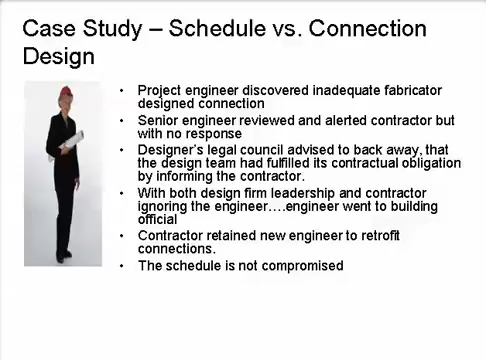 Case Study – Schedule vs. Connection
Design
• Project engineer discovered inadequate fabricator
designed connection
• Senior engineer reviewed and alerted contractor but
with no response
• Designer's legal council advised to back away, that
the design team had fulfilled its contractual obligation
by informing the contractor.
• With both design firm leadership and contractor
ignoring the engineer....engineer went to building
official
• Contractor retained new engineer to retrofit
connections.
• The schedule is not compromised